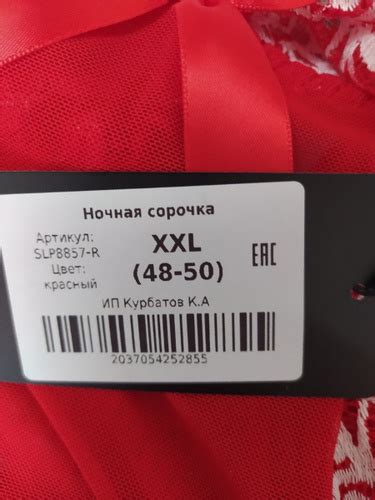 Ночная сорочка
Артикул:
SLP8857-R
Цвет:
красный
XXL
(48-50)
EAC
ИП Курбатов К.А
2037054252855